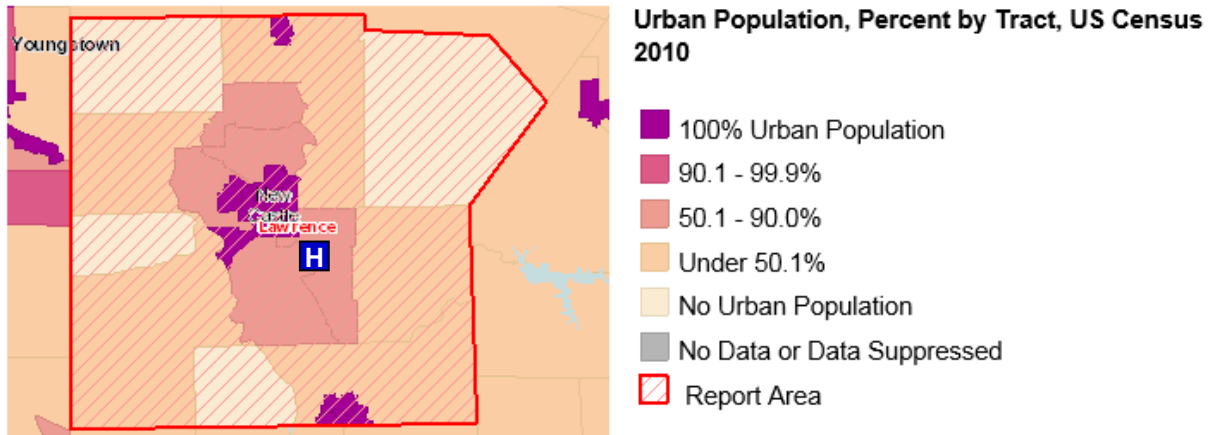 Urban Population, Percent by Tract, US Census
2010
Youngstown
New
Castle
Lawrence
H
100% Urban Population
90.1 - 99.9%
50.1 - 90.0%
Under 50.1%
No Urban Population
No Data or Data Suppressed
Report Area